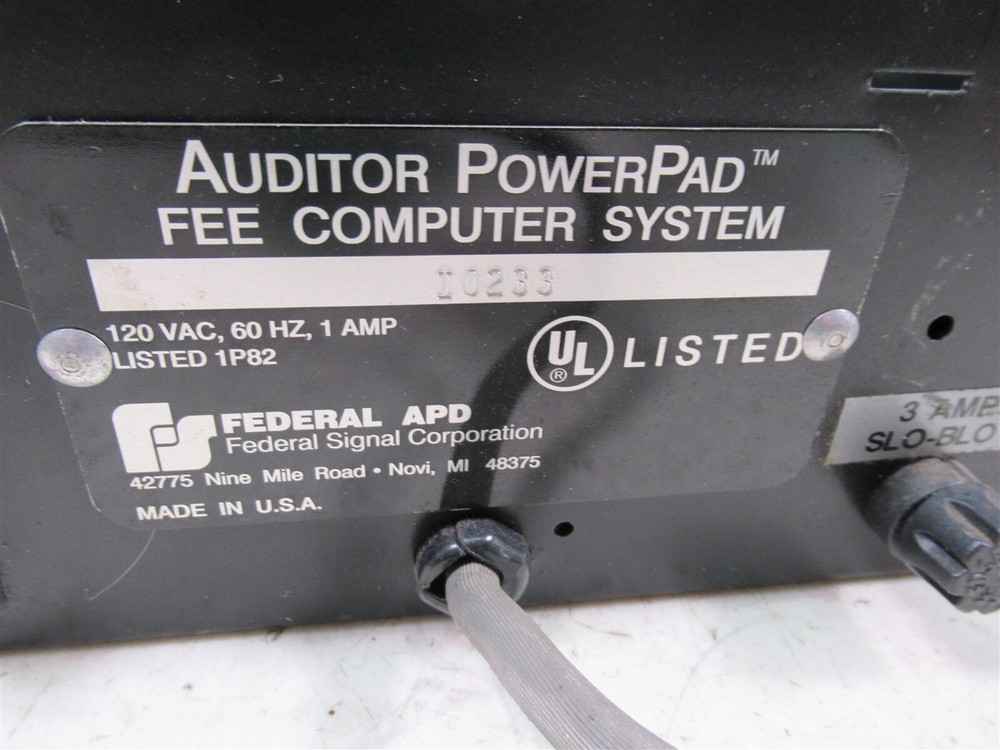 AUDITOR POWERPAD™
FEE COMPUTER SYSTEM
I0233
120 VAC, 60 HZ, 1 AMP
LISTED 1P82
UL ® LISTED
FEDERAL APD
Federal Signal Corporation
42775 Nine Mile Road • Novi, MI 48375
MADE IN U.S.A.
3 AMP
SLO-BLO